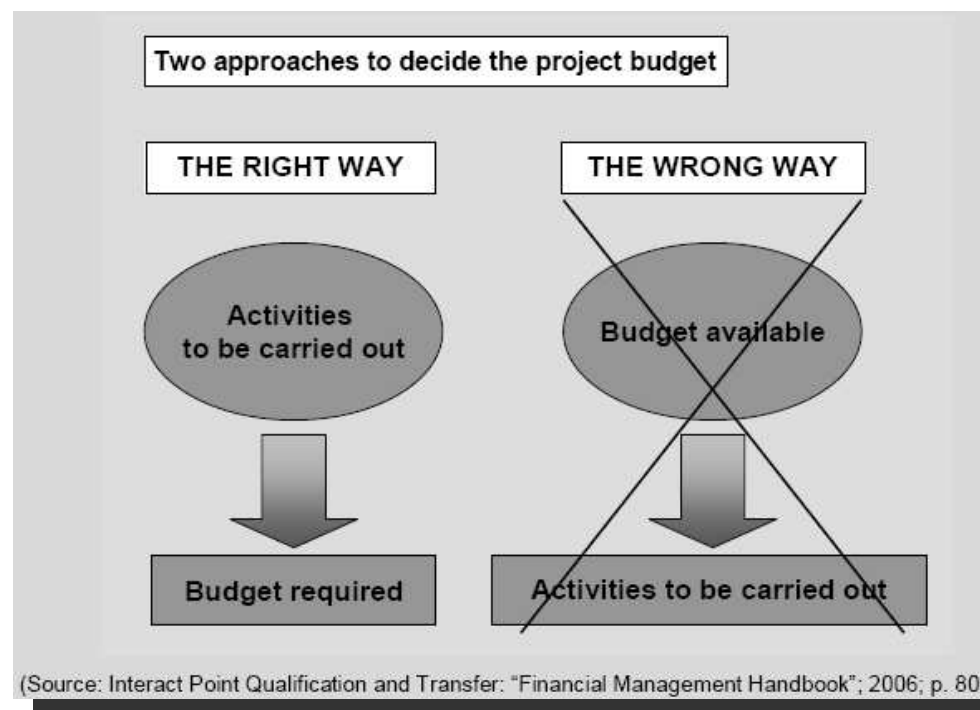 Two approaches to decide the project budget
THE RIGHT WAY
THE WRONG WAY
Activities
to be carried out
Budget available
Budget required
Activities to be carried out
(Source: Interact Point Qualification and Transfer: “Financial Management Handbook”; 2006; p. 80